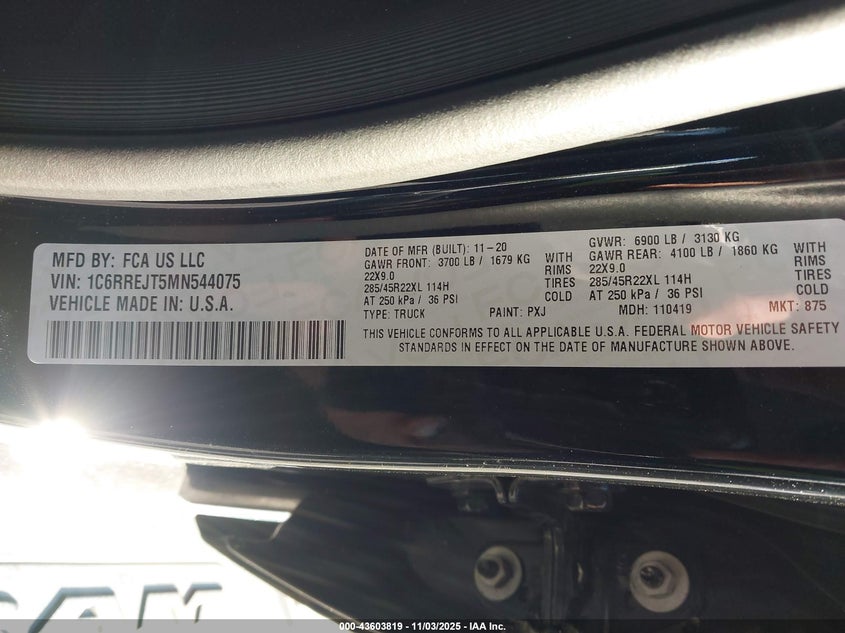 MFD BY: FCA US LLC
VIN: 1C6RREJT5MN544075
VEHICLE MADE IN: U.S.A.
DATE OF MFR (BUILT): 11-20
GAWR FRONT: 3700 LB / 1679 KG WITH
22X9.0 RIMS
285/45R22XL 114H TIRES
AT 250 kPa / 36 PSI COLD
GVWR: 6900 LB / 3130 KG
GAWR REAR: 4100 LB / 1860 KG WITH
22X9.0 RIMS
285/45R22XL 114H TIRES
AT 250 kPa / 36 PSI COLD
TYPE: TRUCK PAINT: PXJ MDH: 110419 MKT: 875
THIS VEHICLE CONFORMS TO ALL APPLICABLE U.S.A. FEDERAL MOTOR VEHICLE SAFETY
STANDARDS IN EFFECT ON THE DATE OF MANUFACTURE SHOWN ABOVE.
RAM
000-43603819 - 11/03/2025 - IAA Inc.